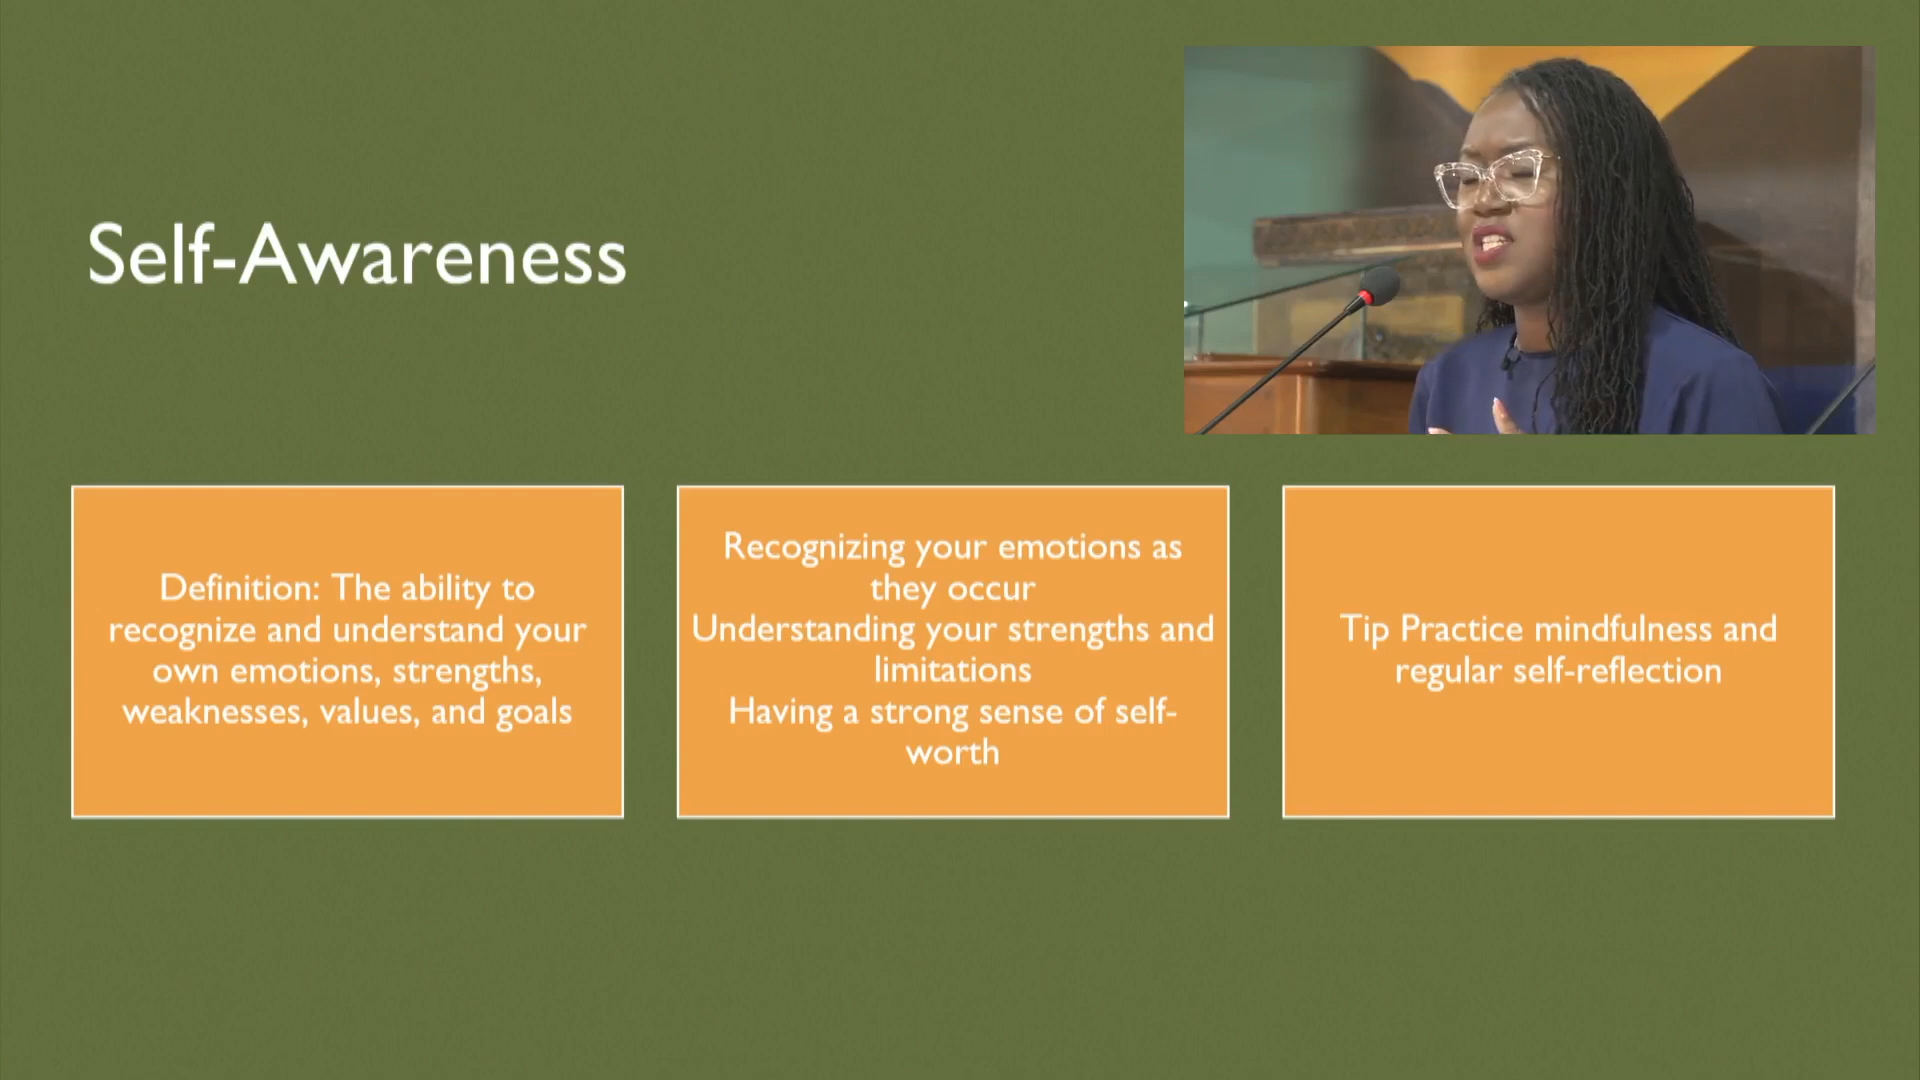 Self-Awareness
Definition: The ability to
recognize and understand your
own emotions, strengths,
weaknesses, values, and goals
Recognizing your emotions as
they occur
Understanding your strengths and
limitations
Having a strong sense of self-
worth
Tip Practice mindfulness and
regular self-reflection